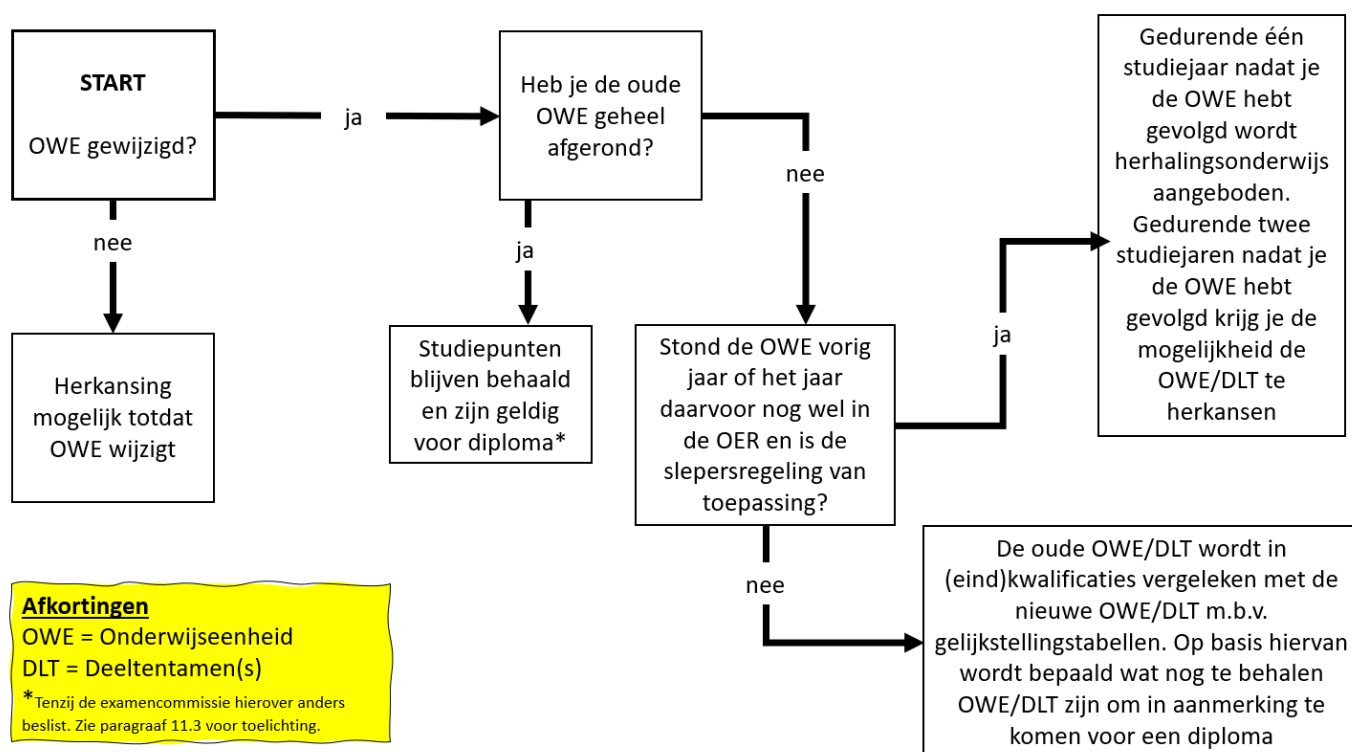 START
OWE gewijzigd?
ja
Heb je de oude
OWE geheel
afgerond?
nee
Gedurende één
studiejaar nadat je
de OWE hebt
gevolgd wordt
herhalingsonderwijs
aangeboden.
Gedurende twee
studiejaren nadat je
de OWE hebt
gevolgd krijg je de
mogelijkheid de
OWE/DLT te
herkansen
nee
ja
ja
Herkansing
mogelijk totdat
OWE wijzigt
Studiepunten
blijven behaald
en zijn geldig
voor diploma*
Stond de OWE vorig
jaar of het jaar
daarvoor nog wel in
de OER en is de
slepersregeling van
toepassing?
nee
De oude OWE/DLT wordt in
(eind)kwalificaties vergeleken met de
nieuwe OWE/DLT m.b.v.
gelijkstellingstabellen. Op basis hiervan
wordt bepaald wat nog te behalen
OWE/DLT zijn om in aanmerking te
komen voor een diploma
Afkortingen
OWE = Onderwijseenheid
DLT = Deeltentamen(s)
*Tenzij de examencommissie hierover anders
beslist. Zie paragraaf 11.3 voor toelichting.